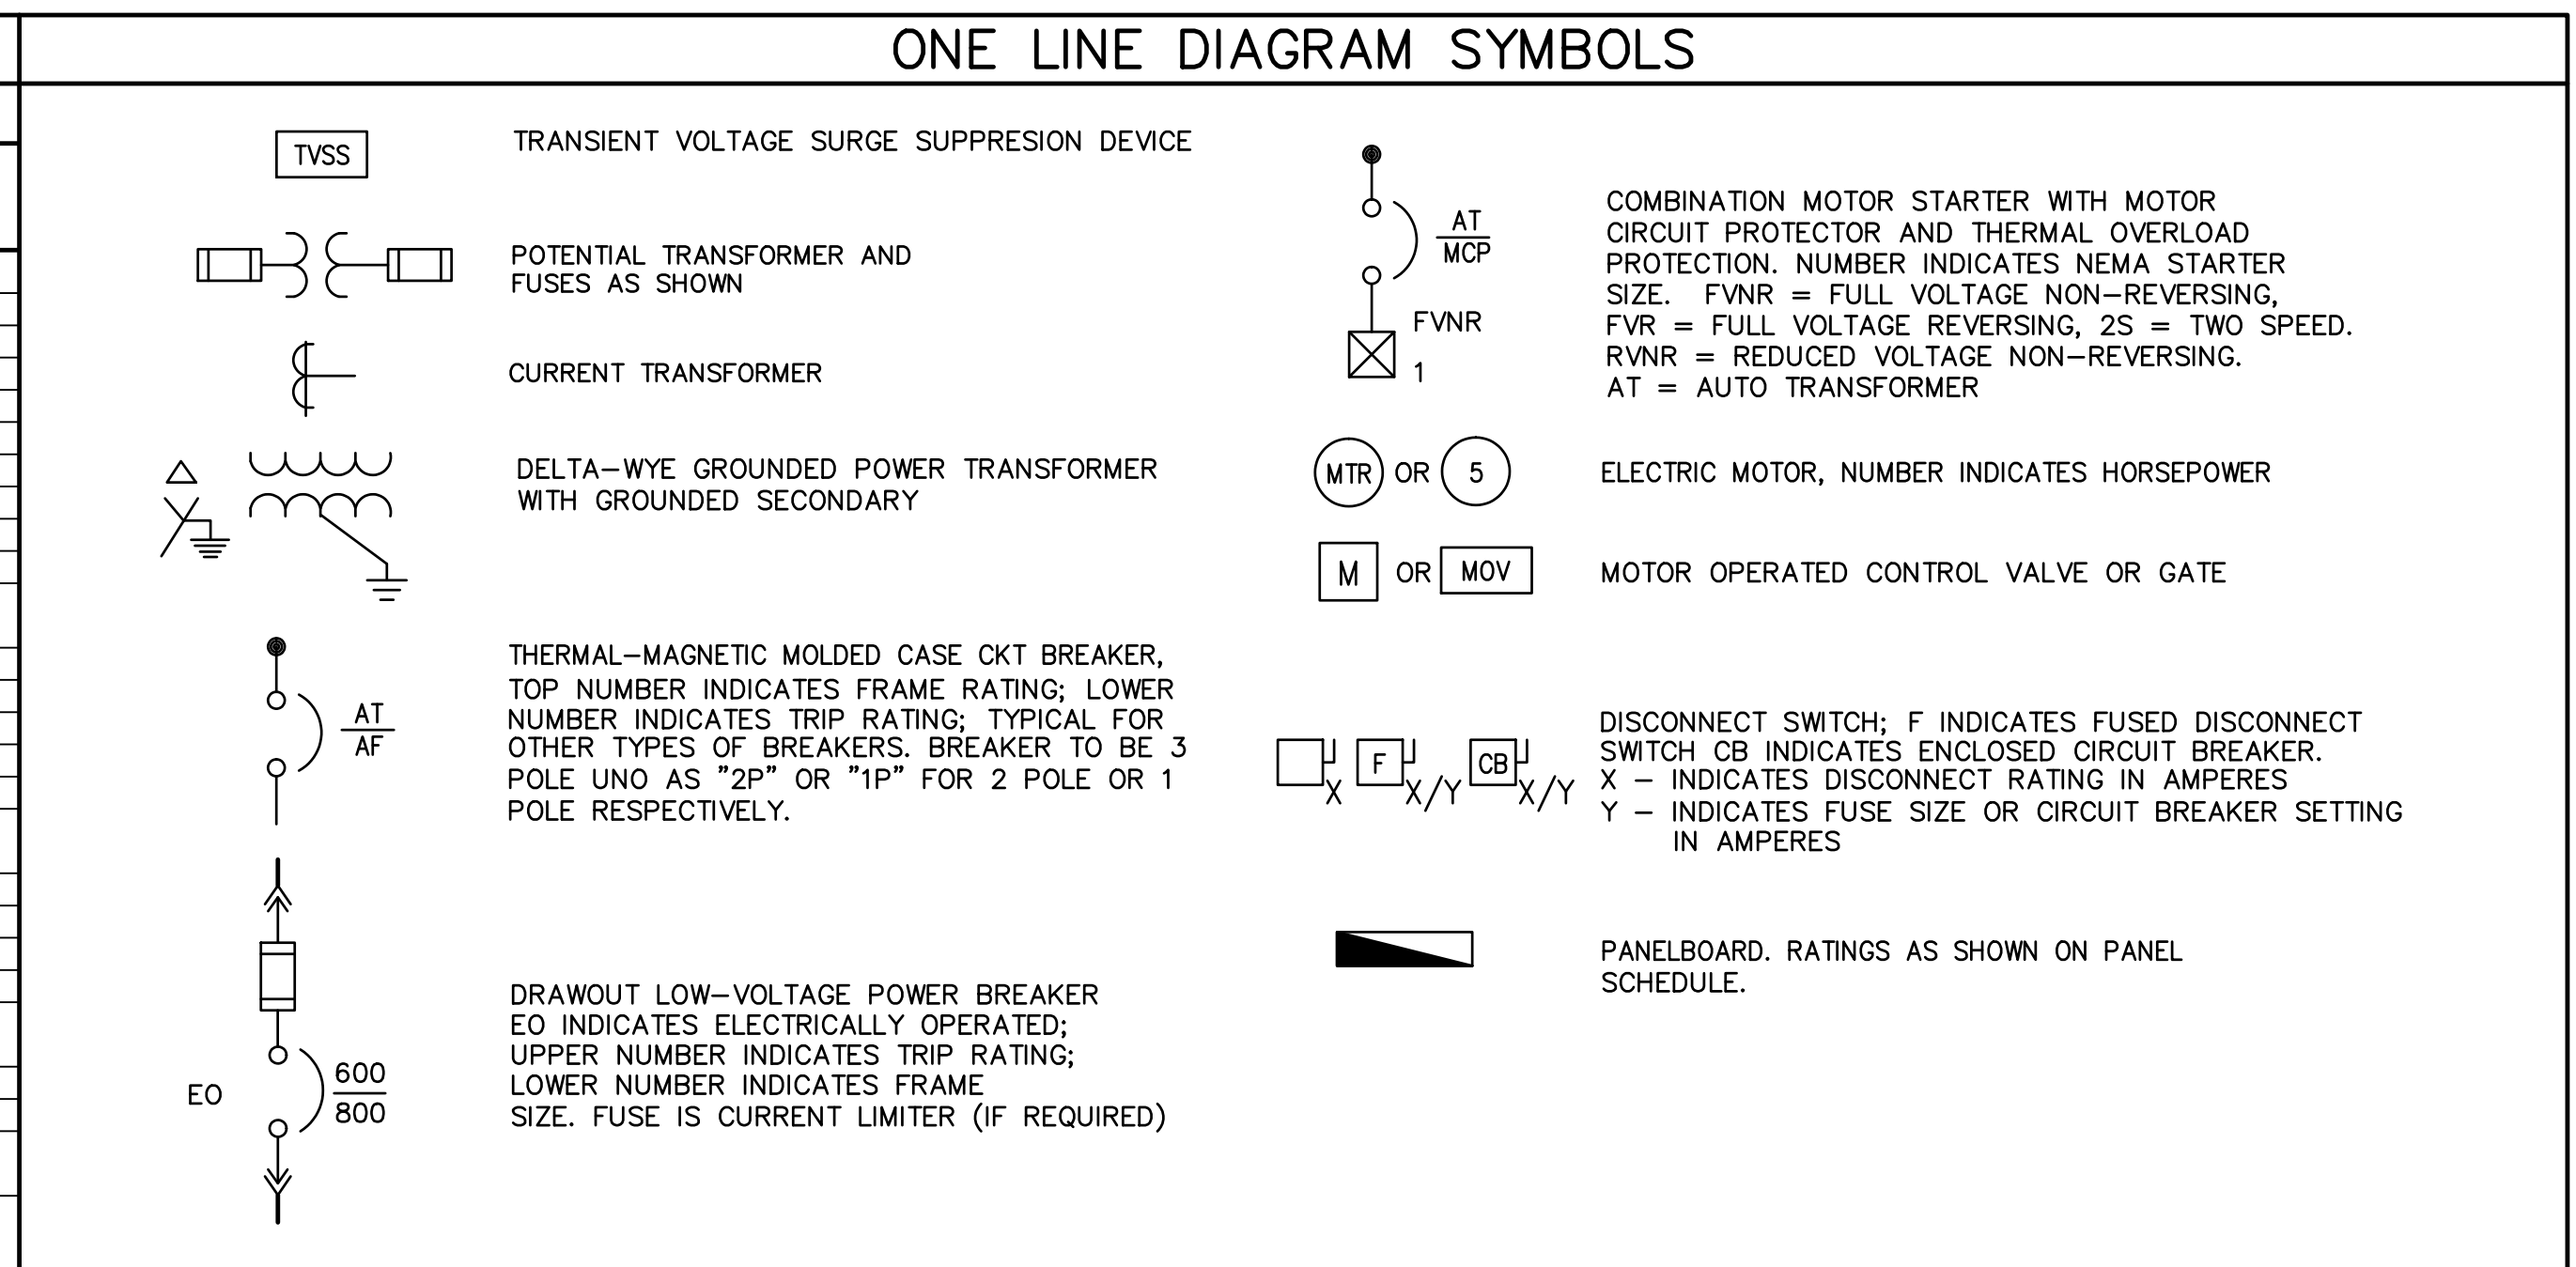 ONE LINE DIAGRAM SYMBOLS
TVSS
TRANSIENT VOLTAGE SURGE SUPPRESION DEVICE
POTENTIAL TRANSFORMER AND
FUSES AS SHOWN
CURRENT TRANSFORMER
DELTA-WYE GROUNDED POWER TRANSFORMER
WITH GROUNDED SECONDARY
AT
AF
THERMAL-MAGNETIC MOLDED CASE CKT BREAKER,
TOP NUMBER INDICATES FRAME RATING; LOWER
NUMBER INDICATES TRIP RATING; TYPICAL FOR
OTHER TYPES OF BREAKERS. BREAKER TO BE 3
POLE UNO AS "2P" OR "1P" FOR 2 POLE OR 1
POLE RESPECTIVELY.
EO
600
800
DRAWOUT LOW-VOLTAGE POWER BREAKER
EO INDICATES ELECTRICALLY OPERATED;
UPPER NUMBER INDICATES TRIP RATING;
LOWER NUMBER INDICATES FRAME
SIZE. FUSE IS CURRENT LIMITER (IF REQUIRED)
AT
MCP
FVNR
1
COMBINATION MOTOR STARTER WITH MOTOR
CIRCUIT PROTECTOR AND THERMAL OVERLOAD
PROTECTION. NUMBER INDICATES NEMA STARTER
SIZE. FVNR = FULL VOLTAGE NON-REVERSING,
FVR = FULL VOLTAGE REVERSING, 2S = TWO SPEED.
RVNR = REDUCED VOLTAGE NON-REVERSING.
AT = AUTO TRANSFORMER
MTR OR 5
ELECTRIC MOTOR, NUMBER INDICATES HORSEPOWER
M OR MOV
MOTOR OPERATED CONTROL VALVE OR GATE
F CB
X X/Y X/Y
DISCONNECT SWITCH; F INDICATES FUSED DISCONNECT
SWITCH CB INDICATES ENCLOSED CIRCUIT BREAKER.
X - INDICATES DISCONNECT RATING IN AMPERES
Y - INDICATES FUSE SIZE OR CIRCUIT BREAKER SETTING
IN AMPERES
PANELBOARD. RATINGS AS SHOWN ON PANEL
SCHEDULE.